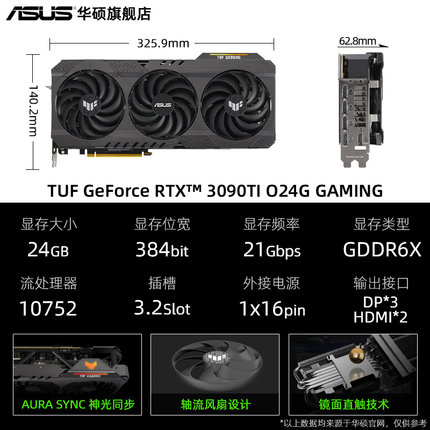 ASUS 华硕旗舰店
325.9mm
62.8mm
140.2mm
TUF GAMING
ASUS
TUF GeForce RTX™ 3090TI O24G GAMING
显存大小 显存位宽 显存频率 显存类型
24GB 384bit 21Gbps GDDR6X
流处理器 插槽 外接电源 输出接口
10752 3.2Slot 1x16pin DP*3
HDMI*2
AURA SYNC 神光同步 轴流风扇设计 镜面直触技术
*以上数据均来源于华硕官网，仅供参考!